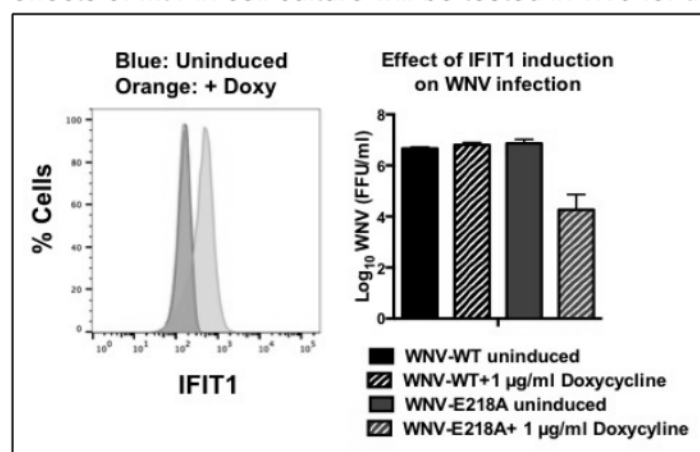 Blue: Uninduced
Orange: + Doxy
100
80
60
40
20
0
% Cells
10⁰ 10¹ 10² 10³ 10⁴ 10⁵
IFIT1
Effect of IFIT1 induction
on WNV infection
8
6
4
2
0
Log₁₀ WNV (FFU/ml)
WNV-WT uninduced
WNV-WT+1 µg/ml Doxycycline
WNV-E218A uninduced
WNV-E218A+ 1 µg/ml Doxycyline